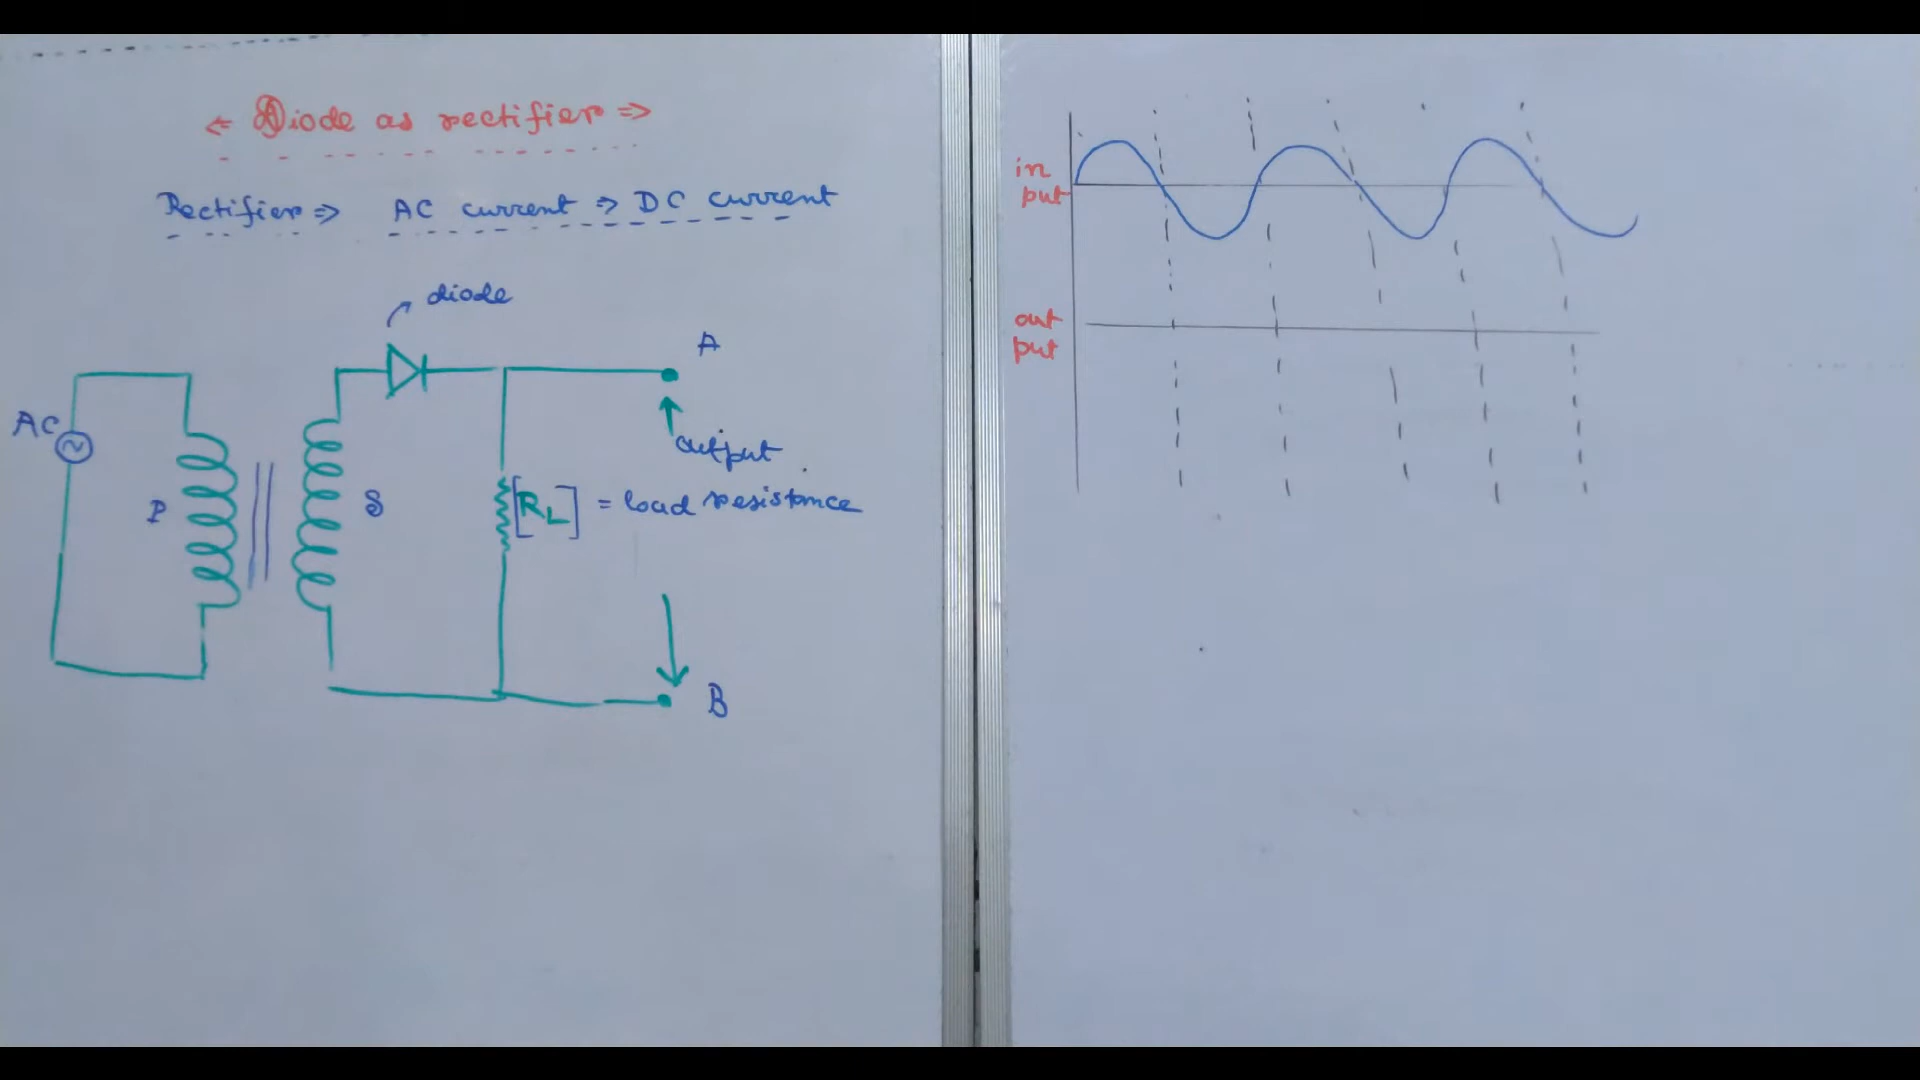 ⇐ Diode as rectifier ⇒
Rectifier ⇒ AC current ⇒ DC current
diode
A
AC
output
P
S
[RL] = load resistance
B
in
put
out
put